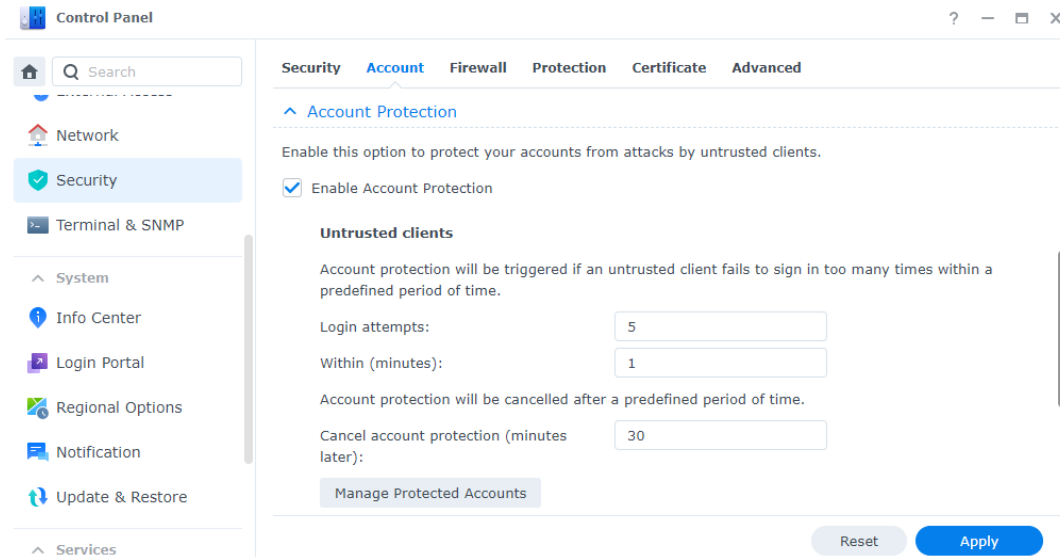 Control Panel
?
Search
Security Account Firewall Protection Certificate Advanced
Network
Security
Terminal & SNMP
System
Info Center
Login Portal
Regional Options
Notification
Update & Restore
Services
Account Protection
Enable this option to protect your accounts from attacks by untrusted clients.
Enable Account Protection
Untrusted clients
Account protection will be triggered if an untrusted client fails to sign in too many times within a
predefined period of time.
Login attempts: 5
Within (minutes): 1
Account protection will be cancelled after a predefined period of time.
Cancel account protection (minutes 30
later):
Manage Protected Accounts
Reset Apply